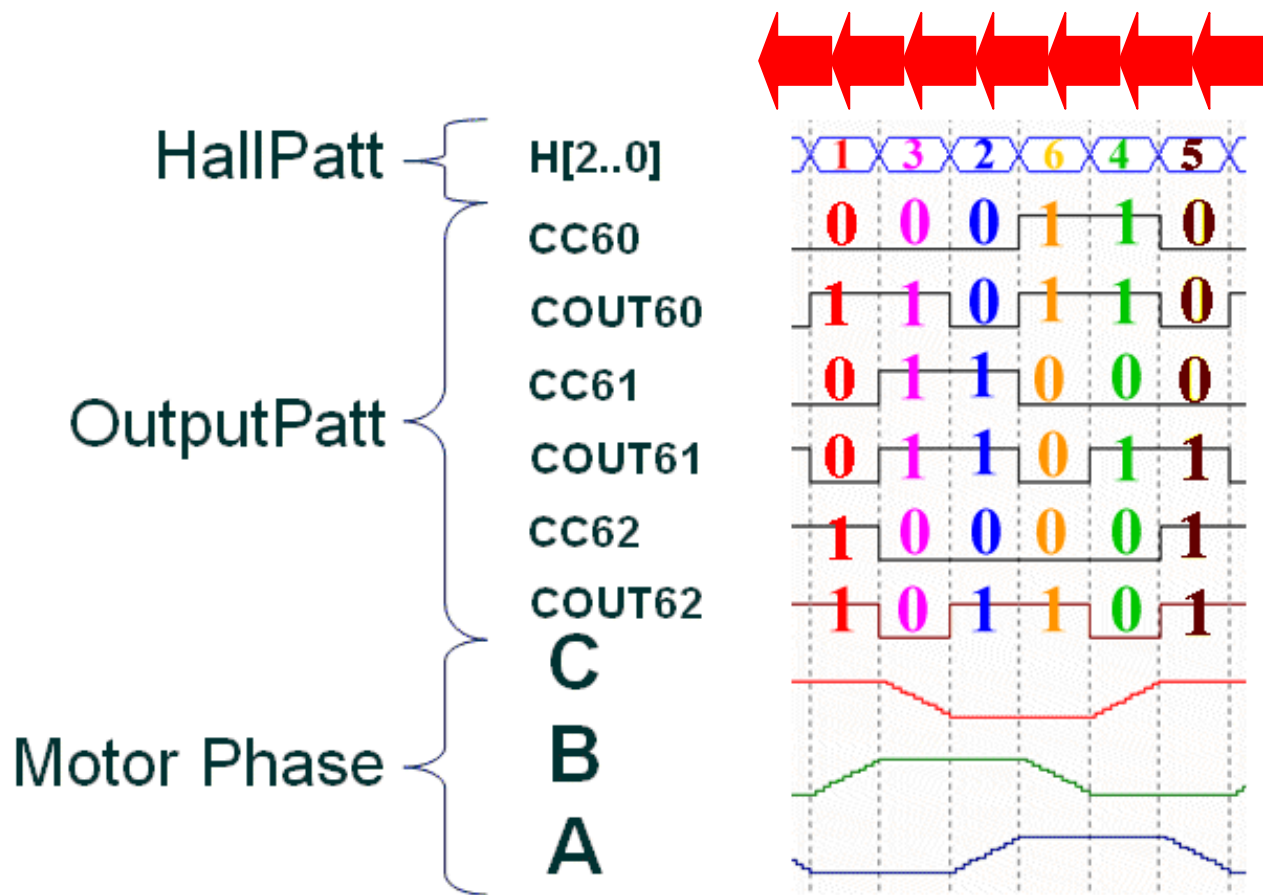 HallPatt
H[2..0] 1 3 2 6 4 5
CC60 0 0 0 1 1 0
COUT60 1 1 0 1 1 0
CC61 0 1 1 0 0 0
OutputPatt
COUT61 0 1 1 0 1 1
CC62 1 0 0 0 0 1
COUT62 1 0 1 1 0 1
C
Motor Phase
B
A